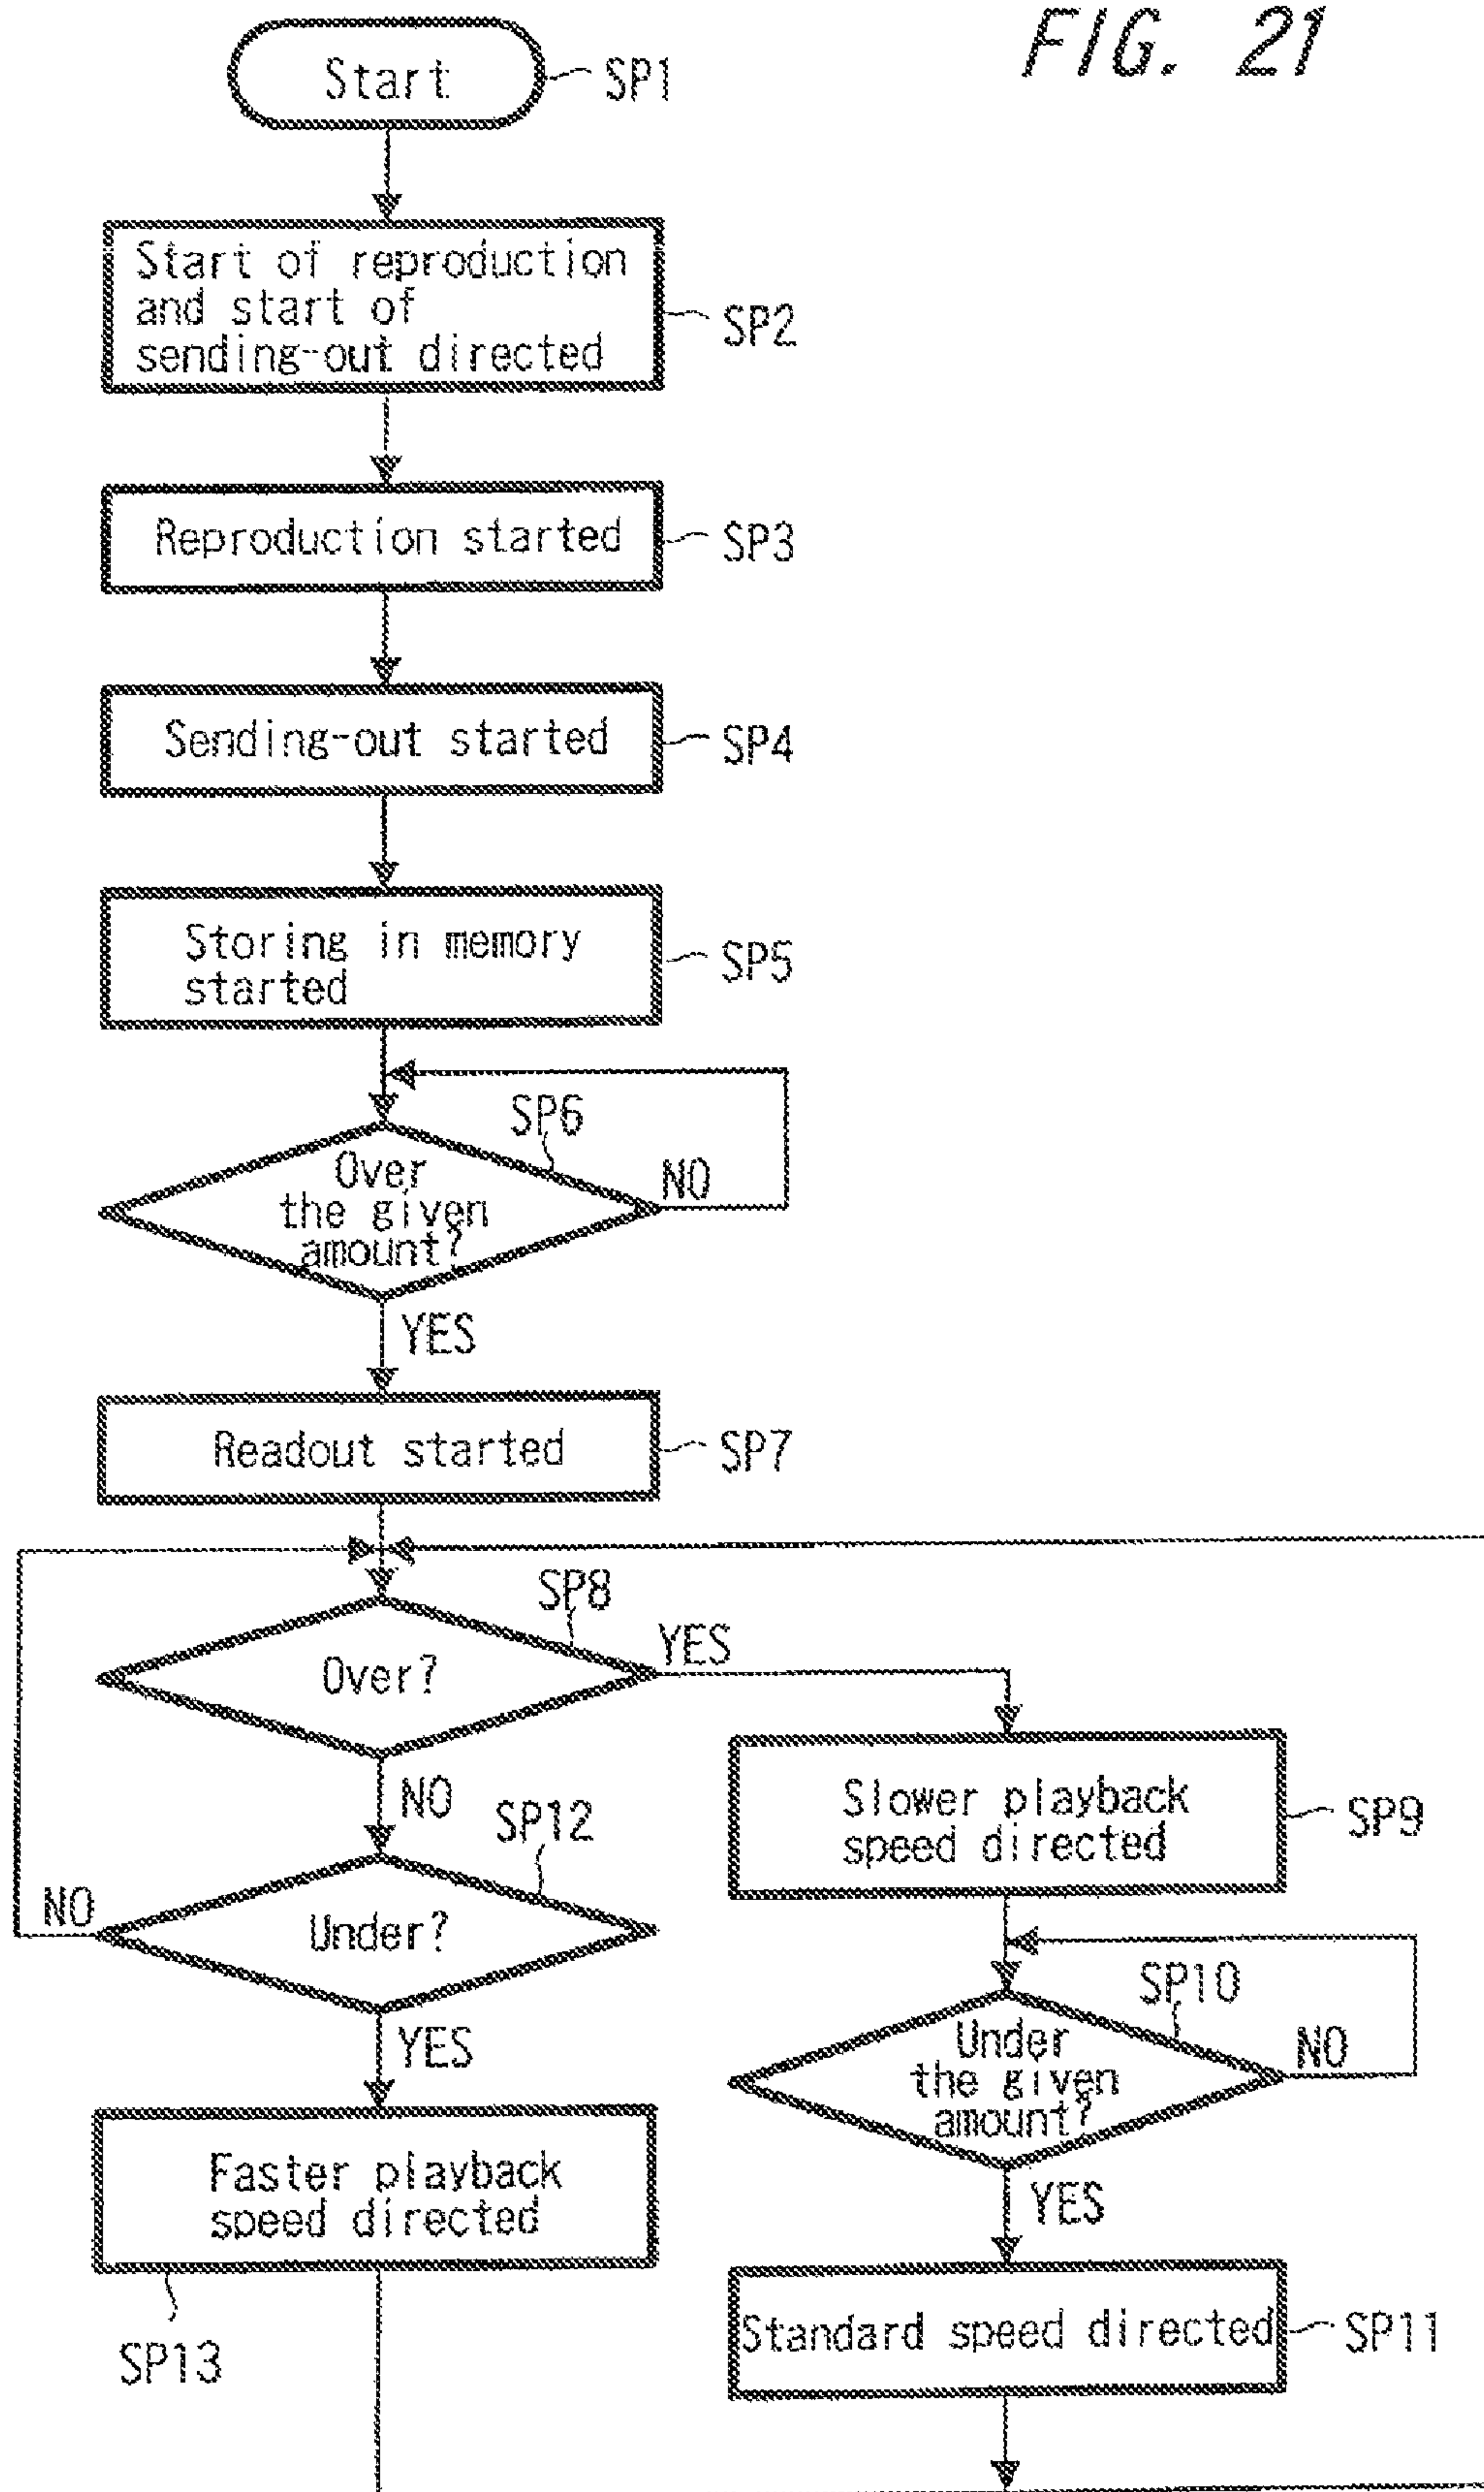 FIG. 21
Start
SP1
Start of reproduction
and start of
sending-out directed
SP2
Reproduction started
SP3
Sending-out started
SP4
Storing in memory
started
SP5
SP6
Over
the given
amount?
NO
YES
Readout started
SP7
SP8
Over?
YES
NO
Slower playback
speed directed
SP9
SP12
Under?
NO
YES
SP10
Under
the given
amount?
NO
YES
Faster playback
speed directed
SP13
Standard speed directed
SP11